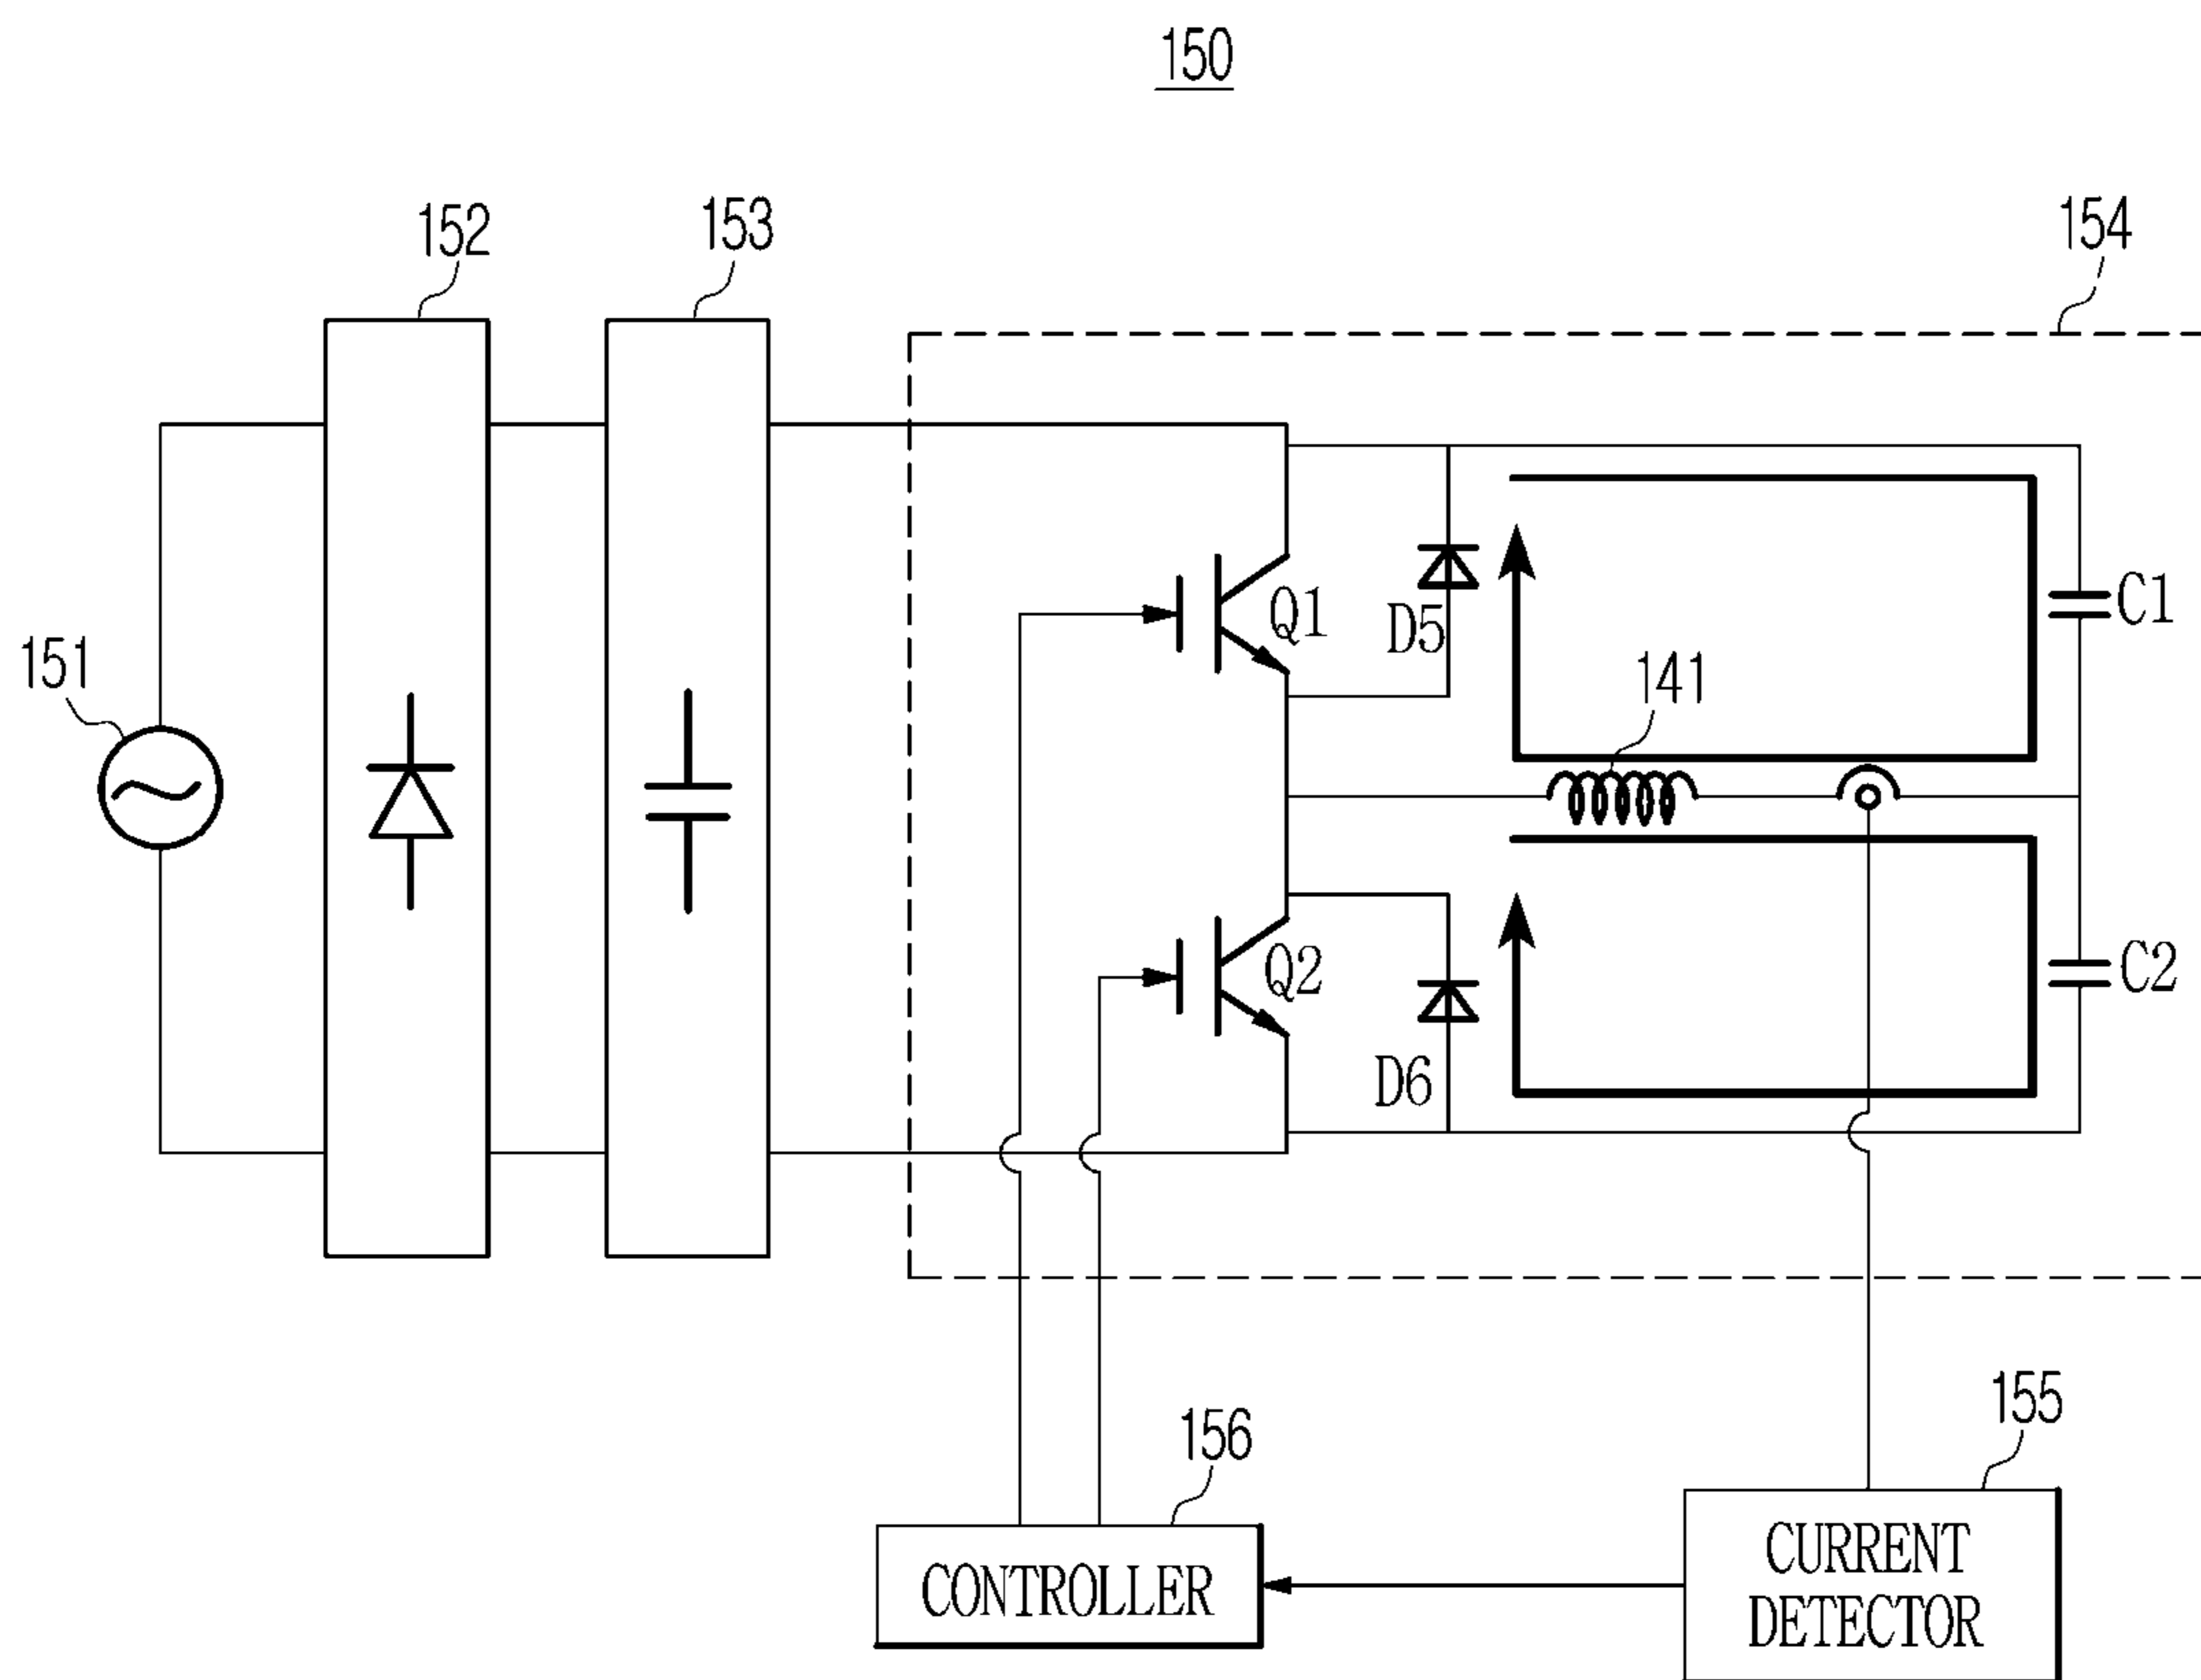 150
152
153
154
151
Q1
D5
C1
141
Q2
D6
C2
156
155
CONTROLLER
CURRENT
DETECTOR